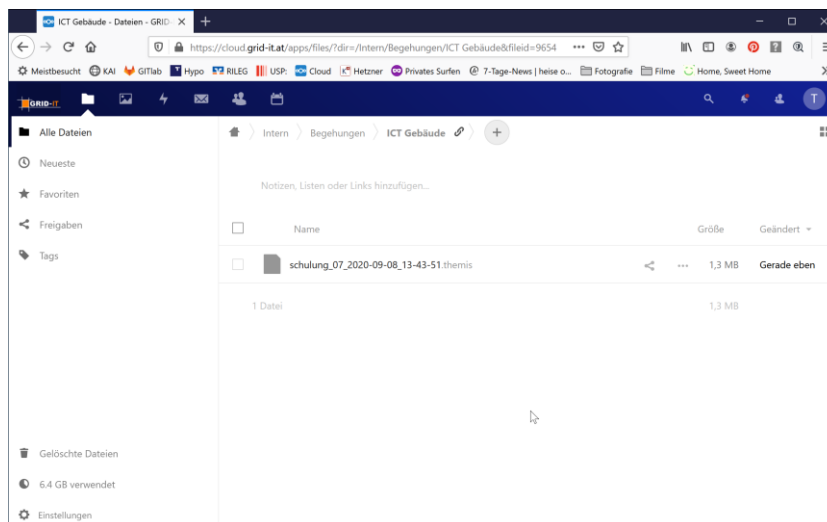 ICT Gebäude - Dateien - GRID-
https://cloud.grid-it.at/apps/files/?dir=/Intern/Begehungen/ICT Gebäude&fileid=9654
Meistbesucht KAI GITlab Hypo RILEG USP: Cloud Hetzner Privates Surfen 7-Tage-News | heise o... Fotografie Filme Home, Sweet Home
GRID-IT T
Alle Dateien
Intern Begehungen ICT Gebäude +
Neueste
Notizen, Listen oder Links hinzufügen...
Favoriten
Freigaben
Name Größe Geändert
Tags
schulung_07_2020-09-08_13-43-51.themis 1,3 MB Gerade eben
1 Datei 1,3 MB
Gelöschte Dateien
6.4 GB verwendet
Einstellungen